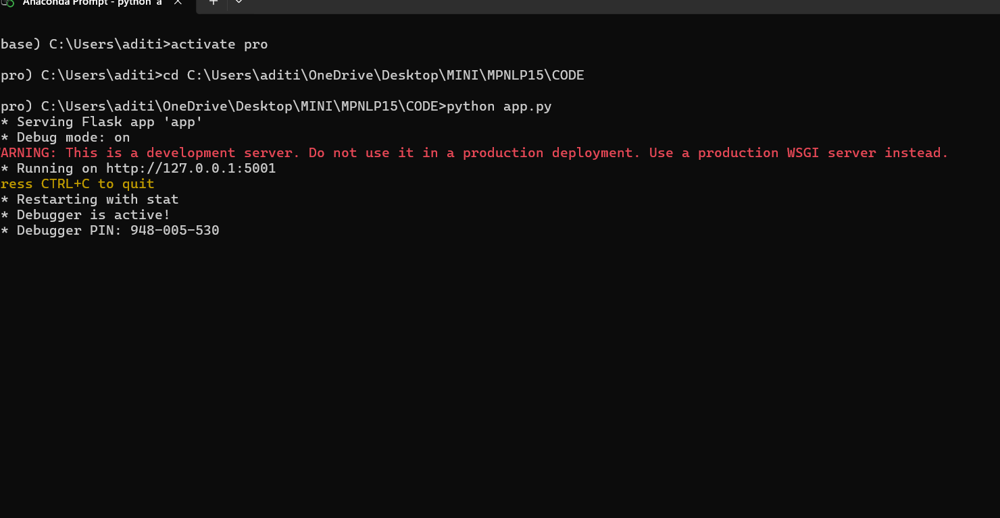 Anaconda Prompt - python a
base) C:\Users\aditi>activate pro
pro) C:\Users\aditi>cd C:\Users\aditi\OneDrive\Desktop\MINI\MPNLP15\CODE
pro) C:\Users\aditi\OneDrive\Desktop\MINI\MPNLP15\CODE>python app.py
* Serving Flask app 'app'
* Debug mode: on
ARNING: This is a development server. Do not use it in a production deployment. Use a production WSGI server instead.
* Running on http://127.0.0.1:5001
ress CTRL+C to quit
* Restarting with stat
* Debugger is active!
* Debugger PIN: 948-005-530